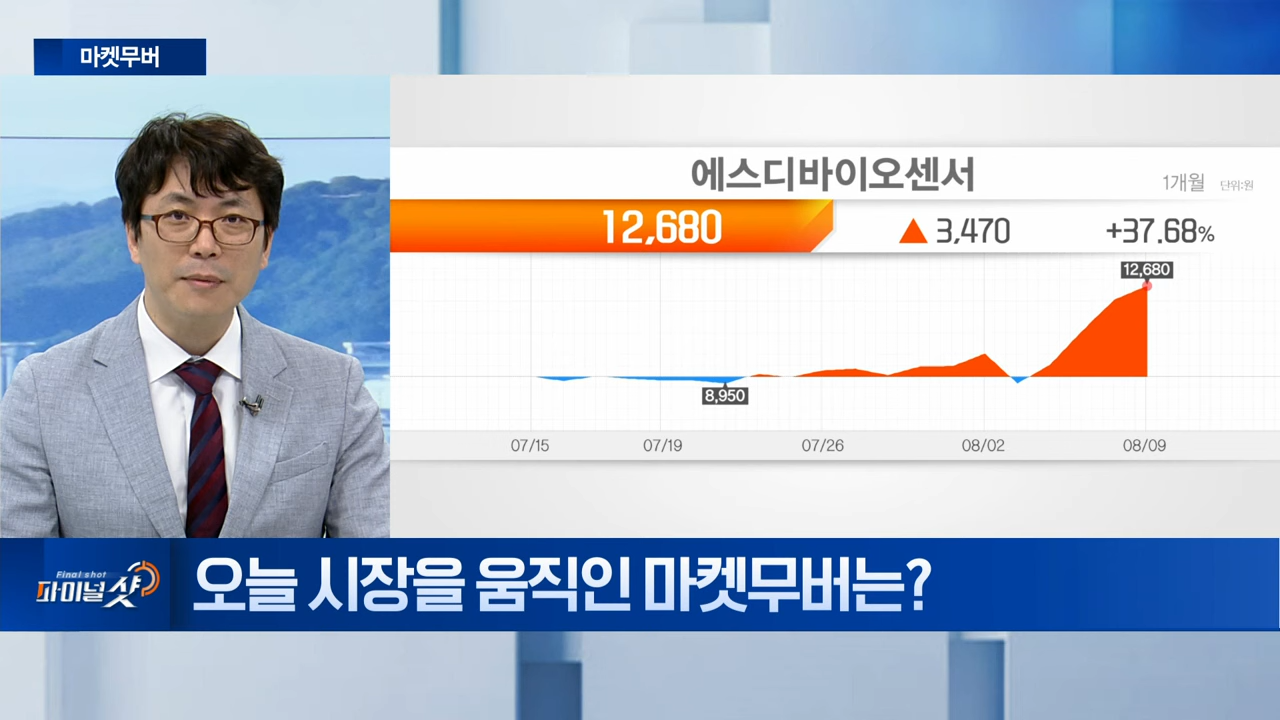 마켓무버
에스디바이오센서
1개월 단위:원
12,680 ▲ 3,470 +37.68%
12,680
8,950
07/15 07/19 07/26 08/02 08/09
Final shot
파이널샷
오늘 시장을 움직인 마켓무버는?